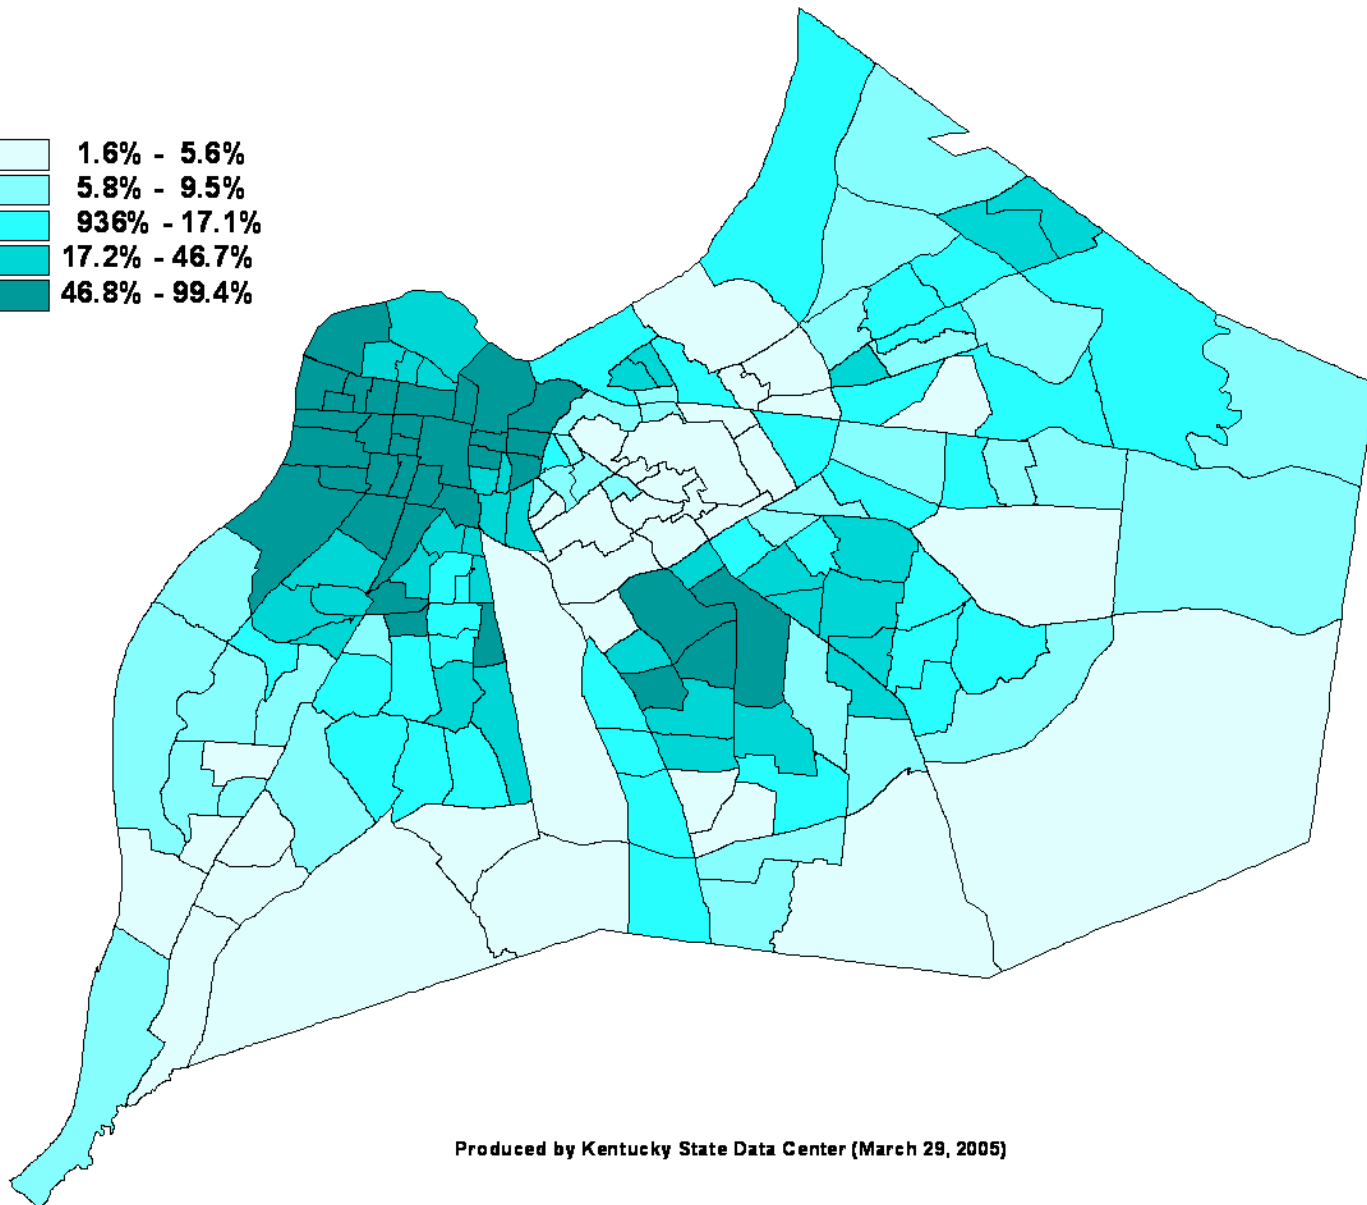 1.6% - 5.6%
5.8% - 9.5%
936% - 17.1%
17.2% - 46.7%
46.8% - 99.4%
Produced by Kentucky State Data Center (March 29, 2005)